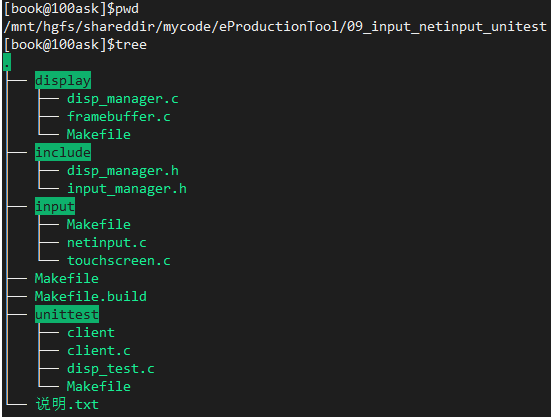 [book@100ask]$pwd
/mnt/hgfs/shareddir/mycode/eProductionTool/09_input_netinput_unitest
[book@100ask]$tree
.
├── display
│   ├── disp_manager.c
│   ├── framebuffer.c
│   └── Makefile
├── include
│   ├── disp_manager.h
│   └── input_manager.h
├── input
│   ├── Makefile
│   ├── netinput.c
│   └── touchscreen.c
├── Makefile
├── Makefile.build
├── unittest
│   ├── client
│   ├── client.c
│   ├── disp_test.c
│   └── Makefile
└── 说明.txt